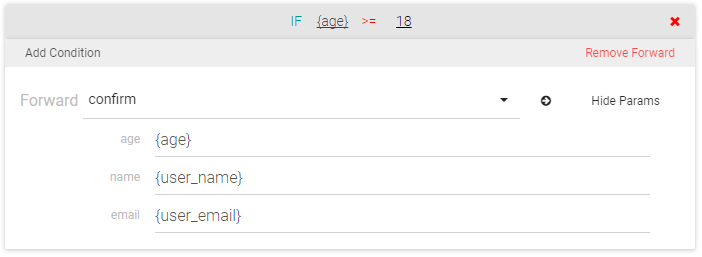 IF {age} >= 18
Add Condition Remove Forward
Forward confirm Hide Params
age {age}
name {user_name}
email {user_email}